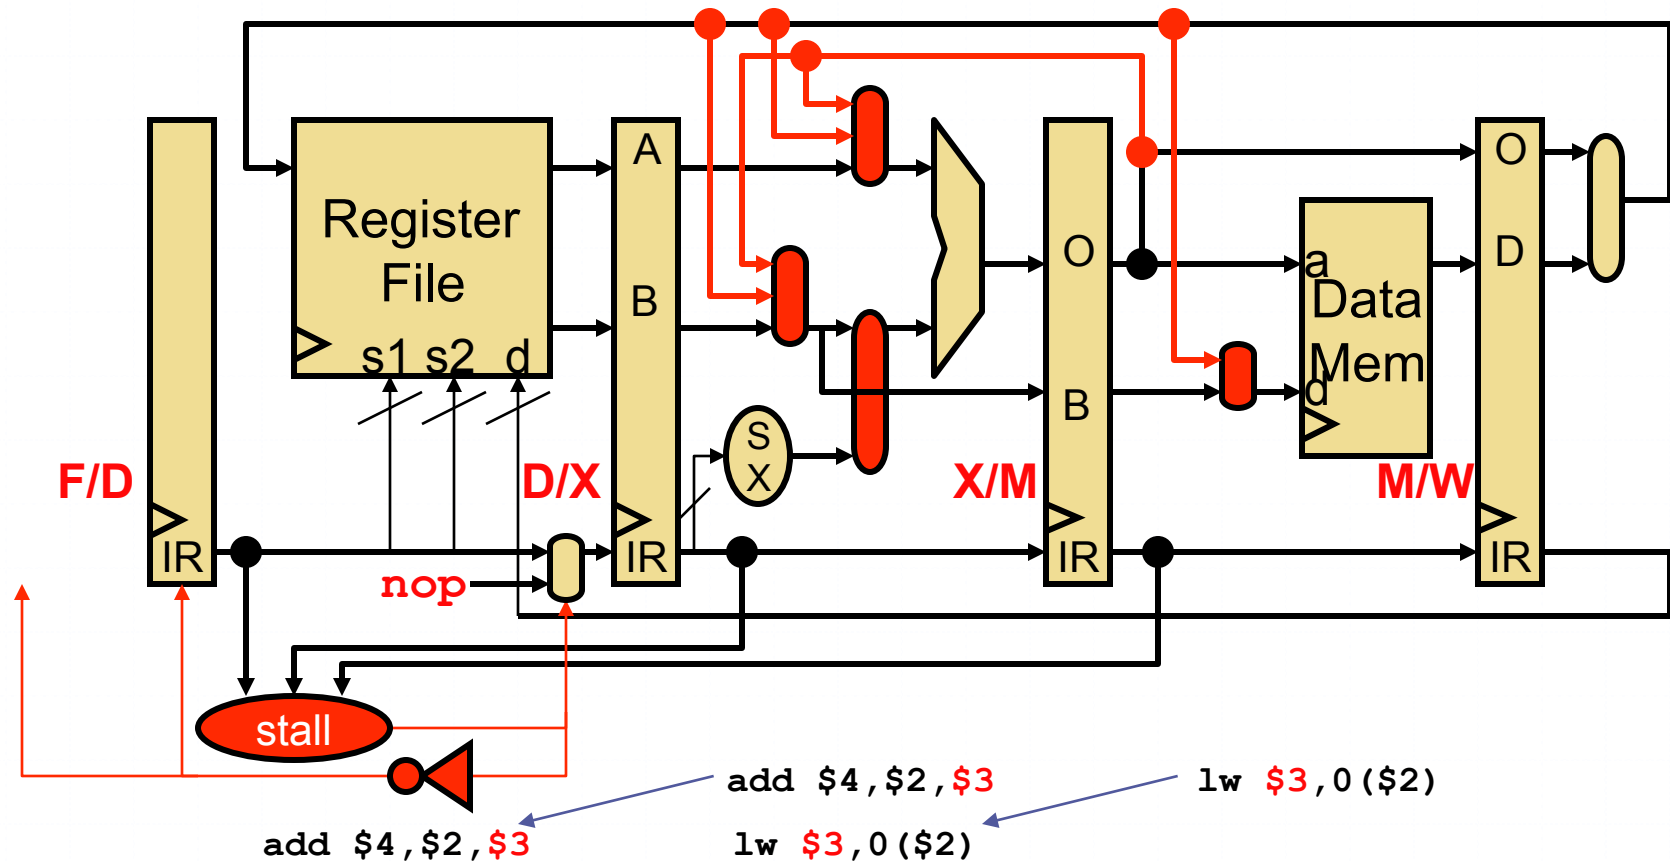 A
O
Register
File
O
D
a
B
Data
Mem
s1 s2 d
d
B
S
X
F/D
D/X
X/M
M/W
IR
IR
IR
IR
nop
stall
add $4,$2,$3
lw $3,0($2)
add $4,$2,$3
lw $3,0($2)